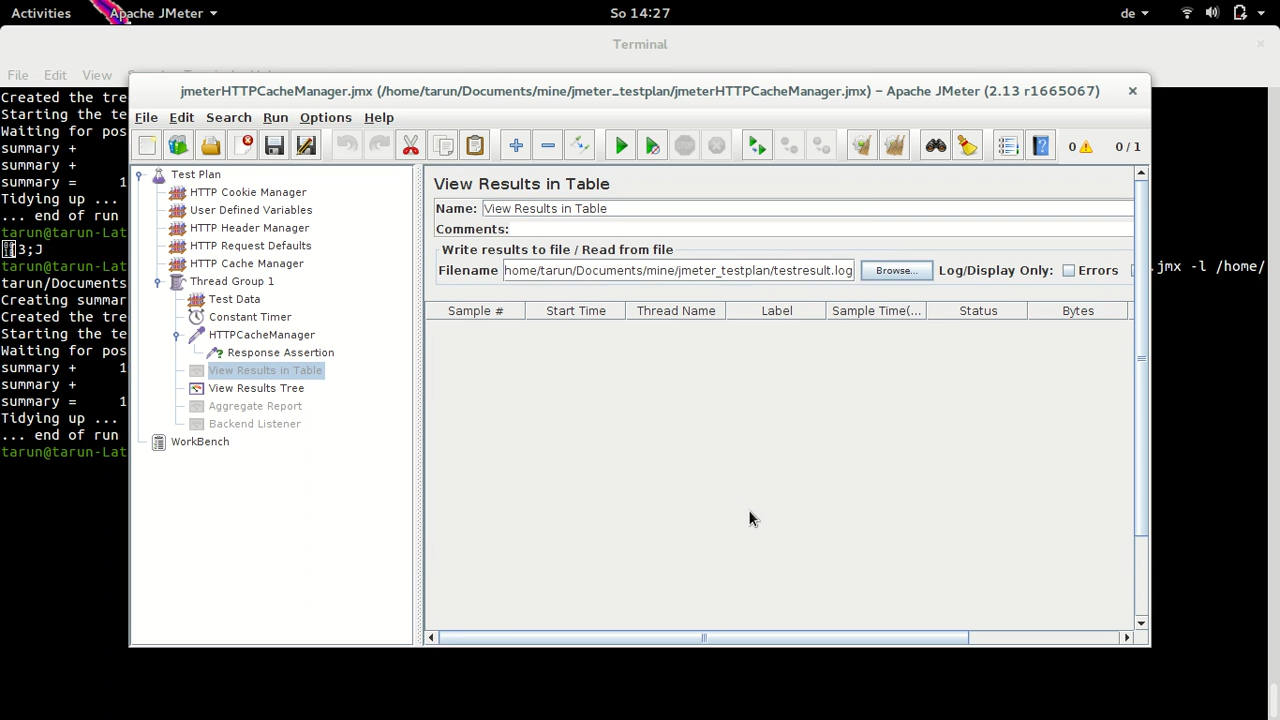 Activities
Apache JMeter
So 14:27
de
Terminal
File Edit View
Created the tre
Starting the te
Waiting for pos
summary +
summary +
summary = 1
Tidying up ...
... end of run
tarun@tarun-Lat
3;J
tarun@tarun-Lat
.jmx -l /home/
tarun/Documents
Creating summar
Created the tre
Starting the te
Waiting for pos
summary + 1
summary +
summary = 1
Tidying up ...
... end of run
tarun@tarun-Lat
jmeterHTTPCacheManager.jmx (/home/tarun/Documents/mine/jmeter_testplan/jmeterHTTPCacheManager.jmx) – Apache JMeter (2.13 r1665067)
File Edit Search Run Options Help
0 0 / 1
Test Plan
HTTP Cookie Manager
User Defined Variables
HTTP Header Manager
HTTP Request Defaults
HTTP Cache Manager
Thread Group 1
Test Data
Constant Timer
HTTPCacheManager
Response Assertion
View Results in Table
View Results Tree
Aggregate Report
Backend Listener
WorkBench
View Results in Table
Name: View Results in Table
Comments:
Write results to file / Read from file
Filename home/tarun/Documents/mine/jmeter_testplan/testresult.log Browse... Log/Display Only: Errors
Sample # Start Time Thread Name Label Sample Time(... Status Bytes